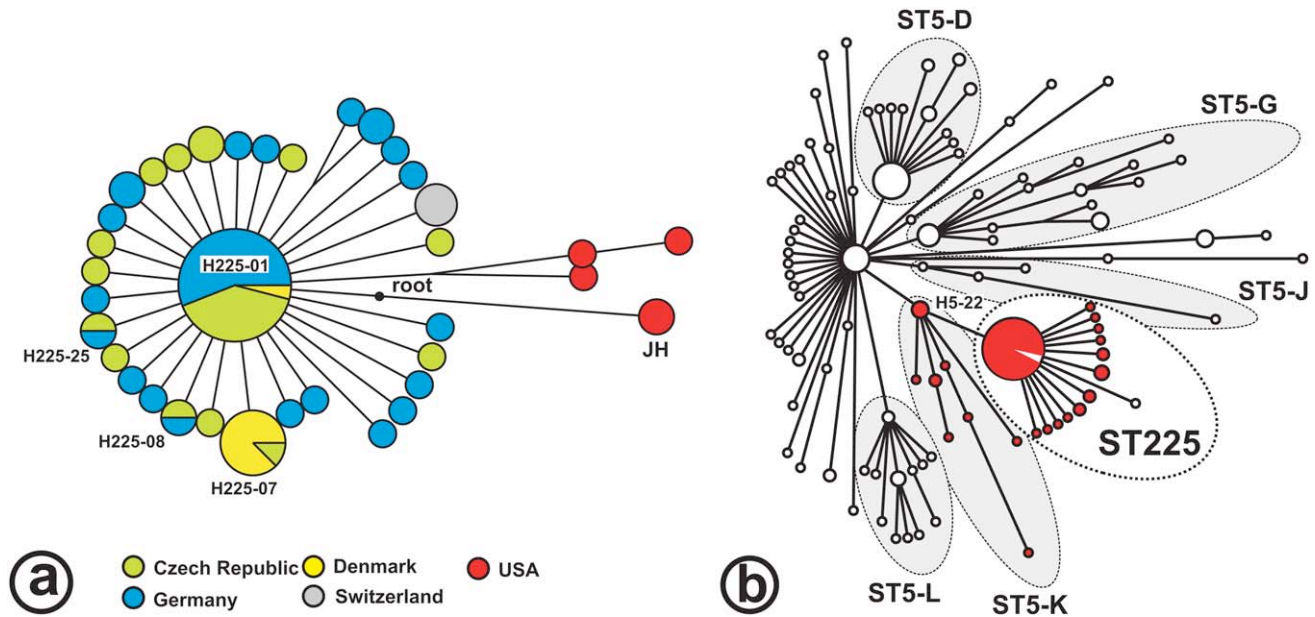 H225-01
root
JH
H225-25
H225-08
H225-07
a
Czech Republic
Denmark
USA
Germany
Switzerland
ST5-D
ST5-G
ST5-J
H5-22
ST225
ST5-L
ST5-K
b